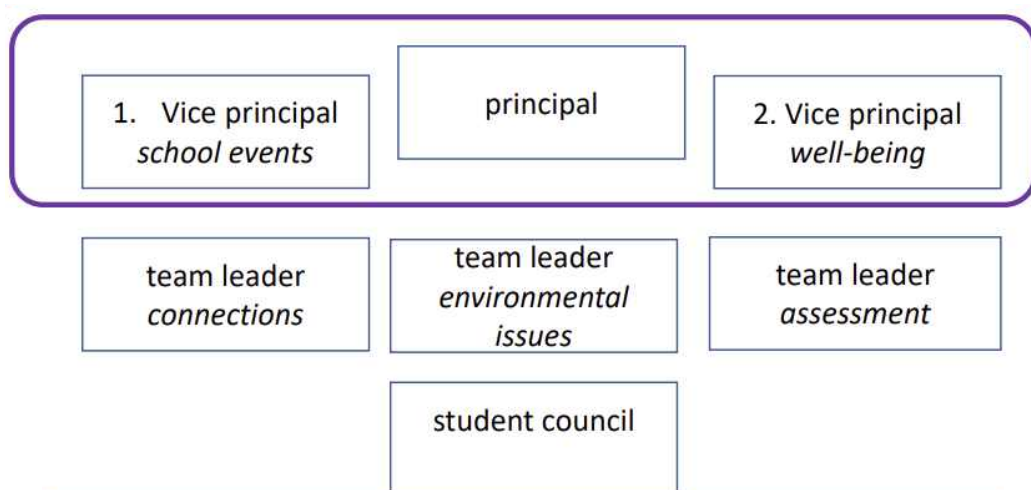 1. Vice principal
school events
principal
2. Vice principal
well-being
team leader
connections
team leader
environmental
issues
team leader
assessment
student council